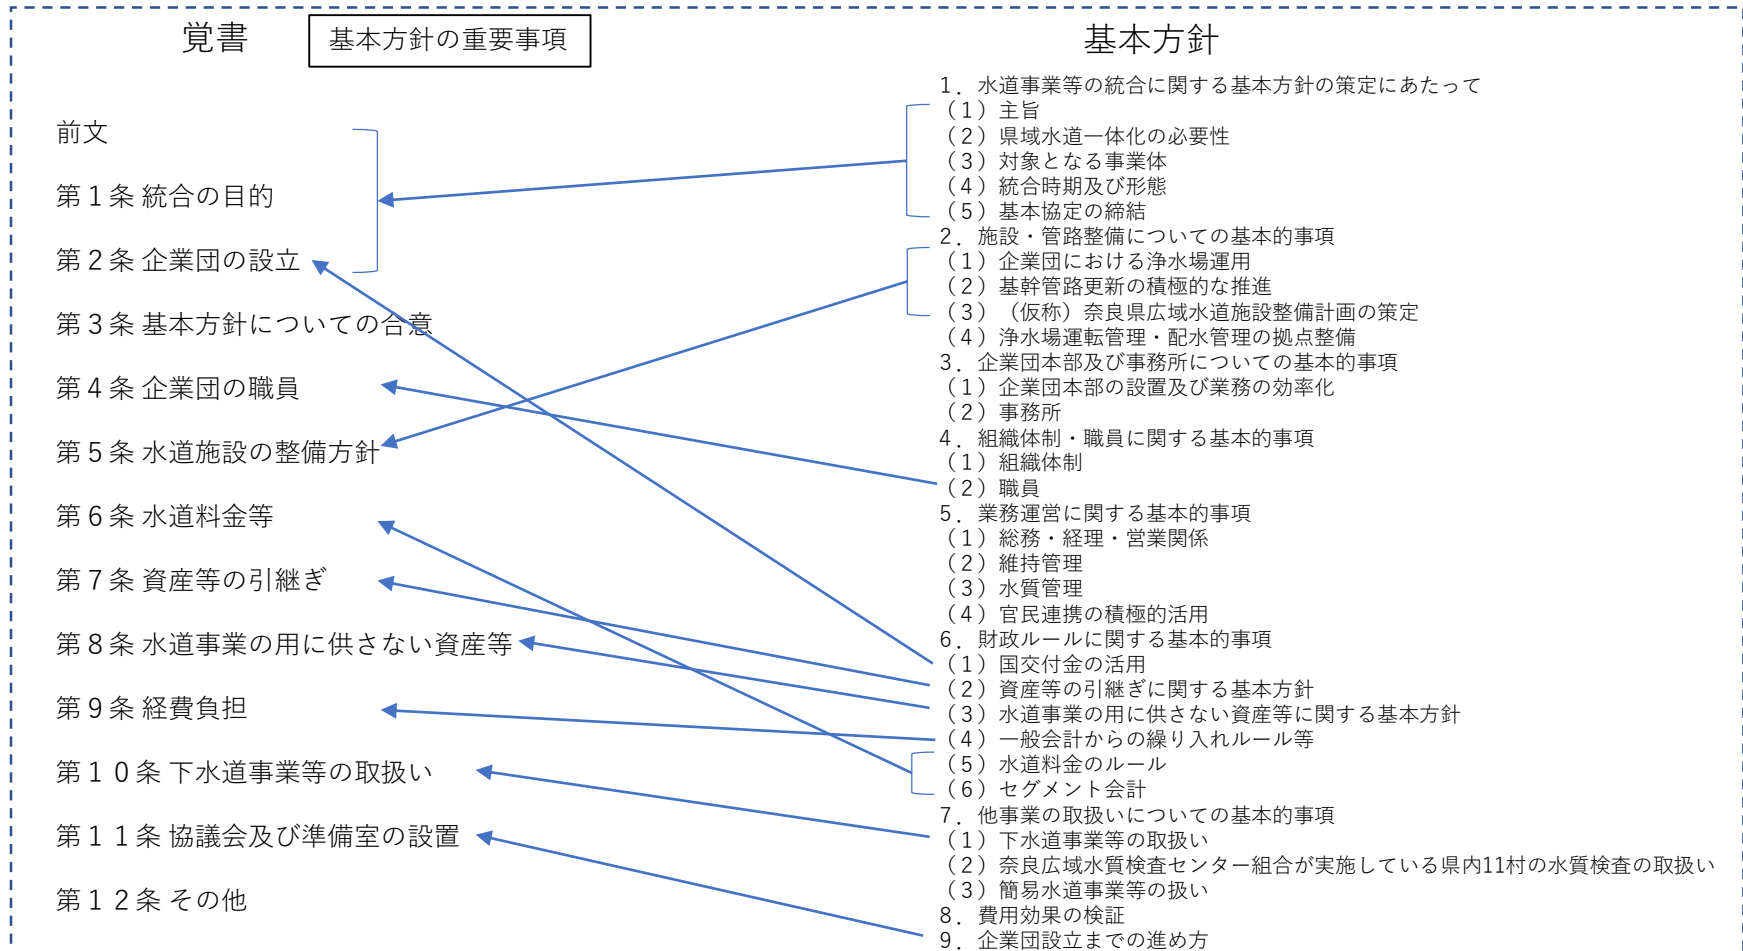 覚書
基本方針の重要事項
前文
第1条 統合の目的
第2条 企業団の設立
第3条 基本方針についての合意
第4条 企業団の職員
第5条 水道施設の整備方針
第6条 水道料金等
第7条 資産等の引継ぎ
第8条 水道事業の用に供さない資産等
第9条 経費負担
第10条 下水道事業等の取扱い
第11条 協議会及び準備室の設置
第12条 その他
基本方針
1．水道事業等の統合に関する基本方針の策定にあたって
（1）主旨
（2）県域水道一体化の必要性
（3）対象となる事業体
（4）統合時期及び形態
（5）基本協定の締結
2．施設・管路整備についての基本的事項
（1）企業団における浄水場運用
（2）基幹管路更新の積極的な推進
（3）（仮称）奈良県広域水道施設整備計画の策定
（4）浄水場運転管理・配水管理の拠点整備
3．企業団本部及び事務所についての基本的事項
（1）企業団本部の設置及び業務の効率化
（2）事務所
4．組織体制・職員に関する基本的事項
（1）組織体制
（2）職員
5．業務運営に関する基本的事項
（1）総務・経理・営業関係
（2）維持管理
（3）水質管理
（4）官民連携の積極的活用
6．財政ルールに関する基本的事項
（1）国交付金の活用
（2）資産等の引継ぎに関する基本方針
（3）水道事業の用に供さない資産等に関する基本方針
（4）一般会計からの繰り入れルール等
（5）水道料金のルール
（6）セグメント会計
7．他事業の取扱いについての基本的事項
（1）下水道事業等の取扱い
（2）奈良広域水質検査センター組合が実施している県内11村の水質検査の取扱い
（3）簡易水道事業等の扱い
8．費用効果の検証
9．企業団設立までの進め方